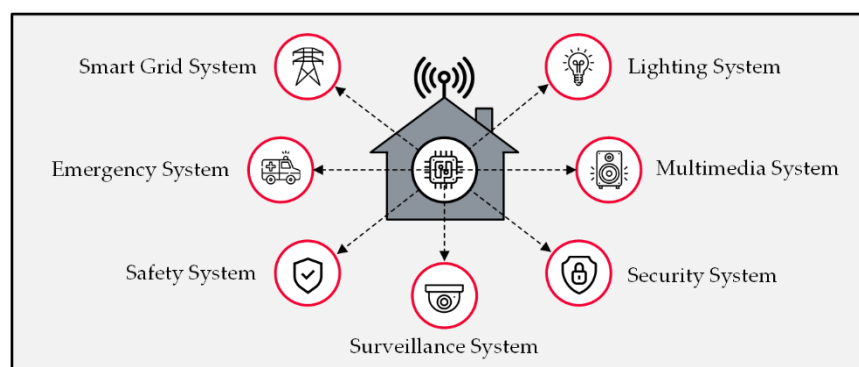 Smart Grid System
Lighting System
Emergency System
Multimedia System
Safety System
Security System
Surveillance System